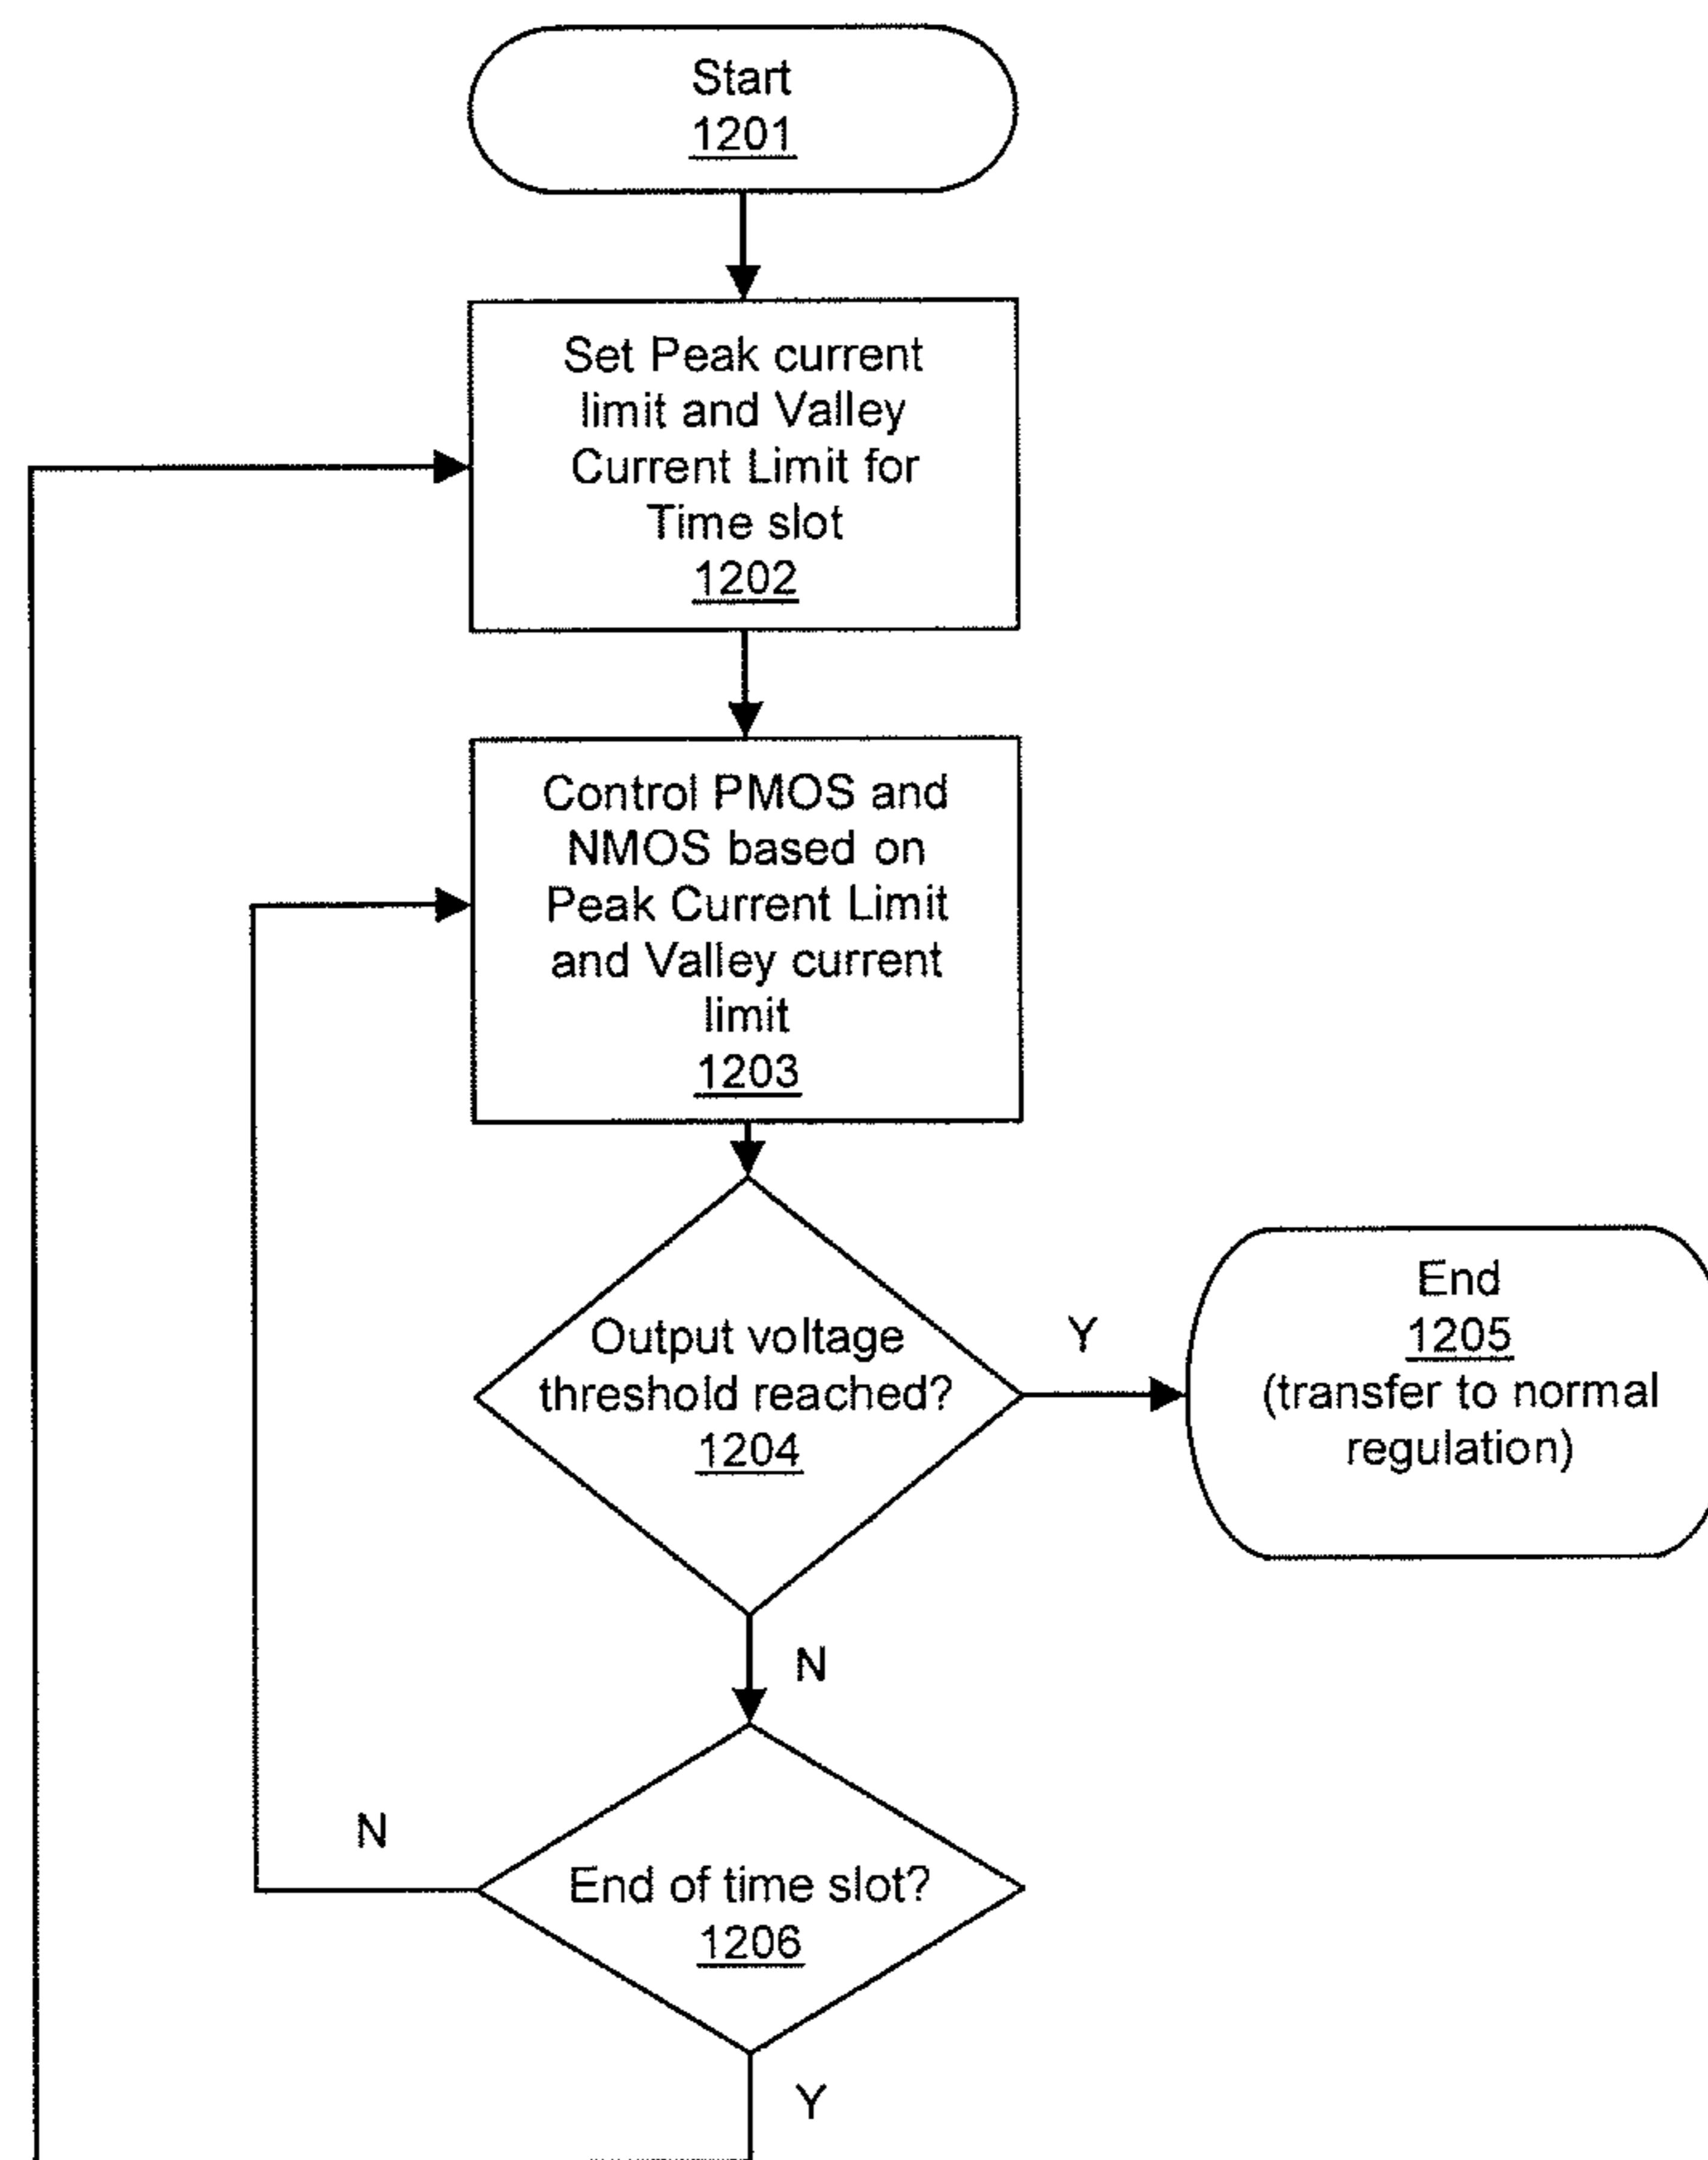 Start
1201
Set Peak current
limit and Valley
Current Limit for
Time slot
1202
Control PMOS and
NMOS based on
Peak Current Limit
and Valley current
limit
1203
Output voltage
threshold reached?
1204
Y
End
1205
(transfer to normal
regulation)
N
End of time slot?
1206
N
Y